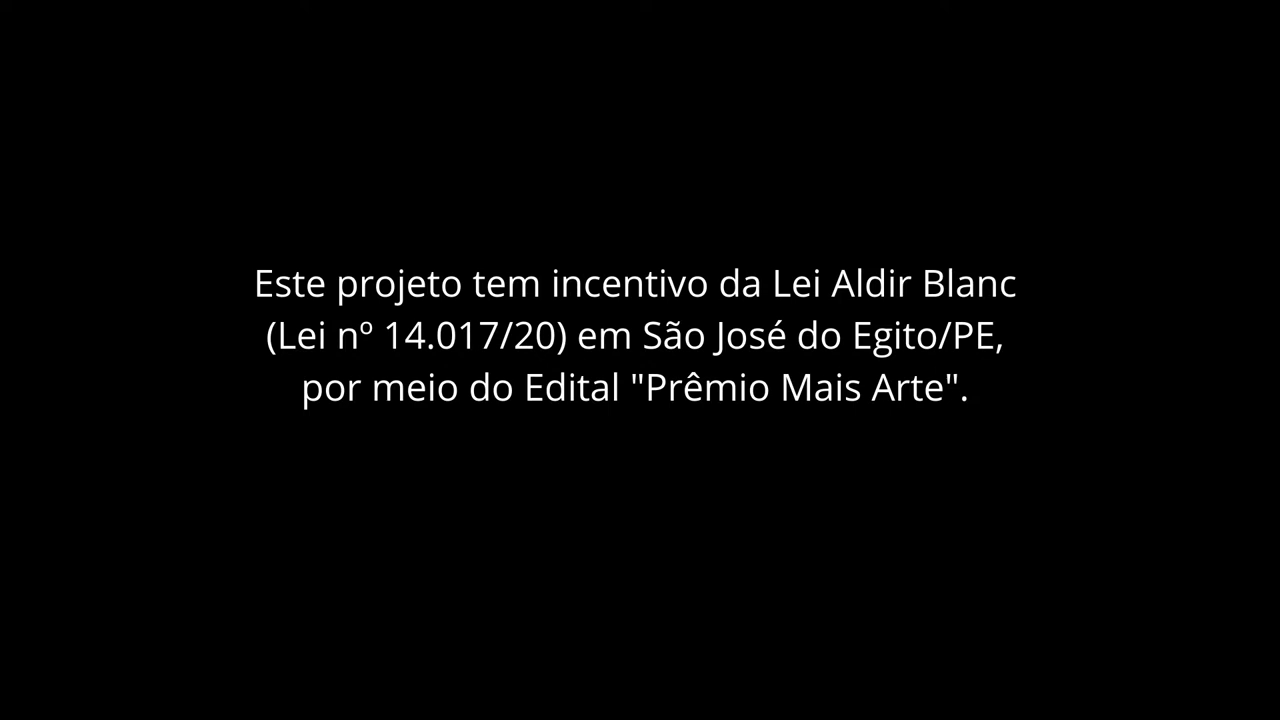 Este projeto tem incentivo da Lei Aldir Blanc
(Lei nº 14.017/20) em São José do Egito/PE,
por meio do Edital "Prêmio Mais Arte".